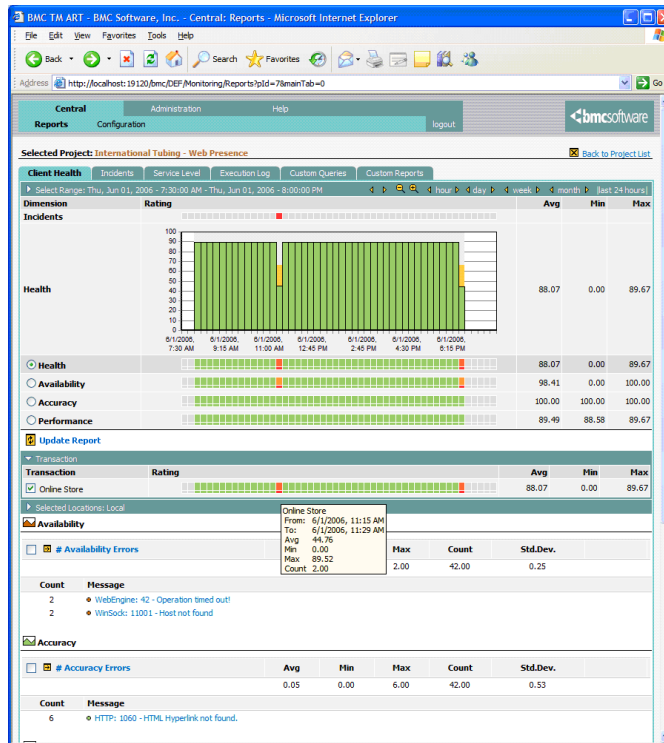 BMC TM ART - BMC Software, Inc. - Central: Reports - Microsoft Internet Explorer
File Edit View Favorites Tools Help
Back Search Favorites
Address http://localhost:19120/bmc/DEF/Monitoring/Reports?pId=7&mainTab=0 Go
Central Administration Help
Reports Configuration logout
bmcsoftware
Selected Project: International Tubing - Web Presence Back to Project List
Client Health Incidents Service Level Execution Log Custom Queries Custom Reports
Select Range: Thu, Jun 01, 2006 - 7:30:00 AM - Thu, Jun 01, 2006 - 8:00:00 PM hour day week month [last 24 hours]
Dimension Rating Avg Min Max
Incidents
100
90
80
70
60
50
40
30
20
10
0
Health 88.07 0.00 89.67
6/1/2006, 6/1/2006, 6/1/2006, 6/1/2006, 6/1/2006, 6/1/2006, 6/1/2006,
7:30 AM 9:15 AM 11:00 AM 12:45 PM 2:45 PM 4:30 PM 6:15 PM
Health 88.07 0.00 89.67
Availability 98.41 0.00 100.00
Accuracy 100.00 100.00 100.00
Performance 89.49 88.58 89.67
Update Report
Transaction
Transaction Rating Avg Min Max
Online Store 88.07 0.00 89.67
Selected Locations: Local
Online Store
From: 6/1/2006, 11:15 AM
To: 6/1/2006, 11:29 AM
Avg 44.76
Min 0.00
Max 89.52
Count 2.00
Availability
# Availability Errors Max Count Std.Dev.
2.00 42.00 0.25
Count Message
2 WebEngine: 42 - Operation timed out!
2 WinSock: 11001 - Host not found
Accuracy
# Accuracy Errors Avg Min Max Count Std.Dev.
0.05 0.00 6.00 42.00 0.53
Count Message
6 HTTP: 1060 - HTML Hyperlink not found.